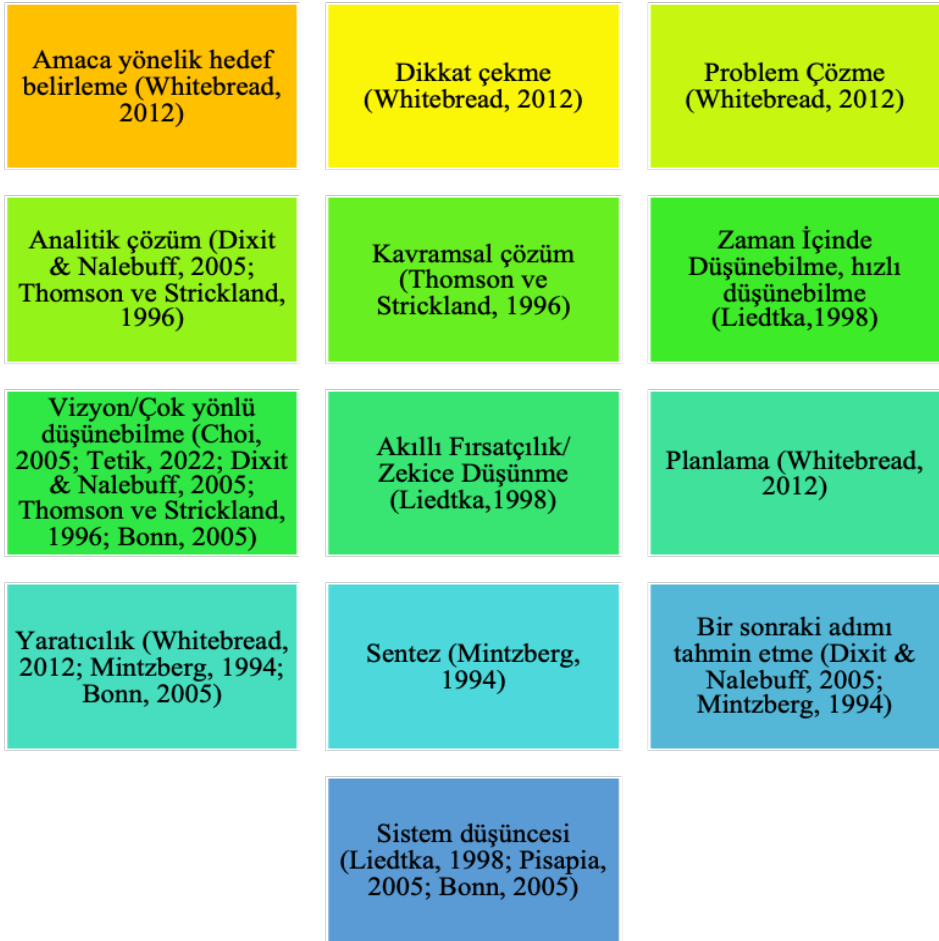 Amaca yönelik hedef
belirleme (Whitebread,
2012)
Dikkat çekme
(Whitebread, 2012)
Problem Çözme
(Whitebread, 2012)
Analitik çözüm (Dixit
& Nalebuff, 2005;
Thomson ve Strickland,
1996)
Kavramsal çözüm
(Thomson ve
Strickland, 1996)
Zaman İçinde
Düşünebilme, hızlı
düşünebilme
(Liedtka,1998)
Vizyon/Çok yönlü
düşünebilme (Choi,
2005; Tetik, 2022; Dixit
& Nalebuff, 2005;
Thomson ve Strickland,
1996; Bonn, 2005)
Akıllı Fırsatçılık/
Zekice Düşünme
(Liedtka,1998)
Planlama (Whitebread,
2012)
Yaratıcılık (Whitebread,
2012; Mintzberg, 1994;
Bonn, 2005)
Sentez (Mintzberg,
1994)
Bir sonraki adımı
tahmin etme (Dixit &
Nalebuff, 2005;
Mintzberg, 1994)
Sistem düşüncesi
(Liedtka, 1998; Pisapia,
2005; Bonn, 2005)